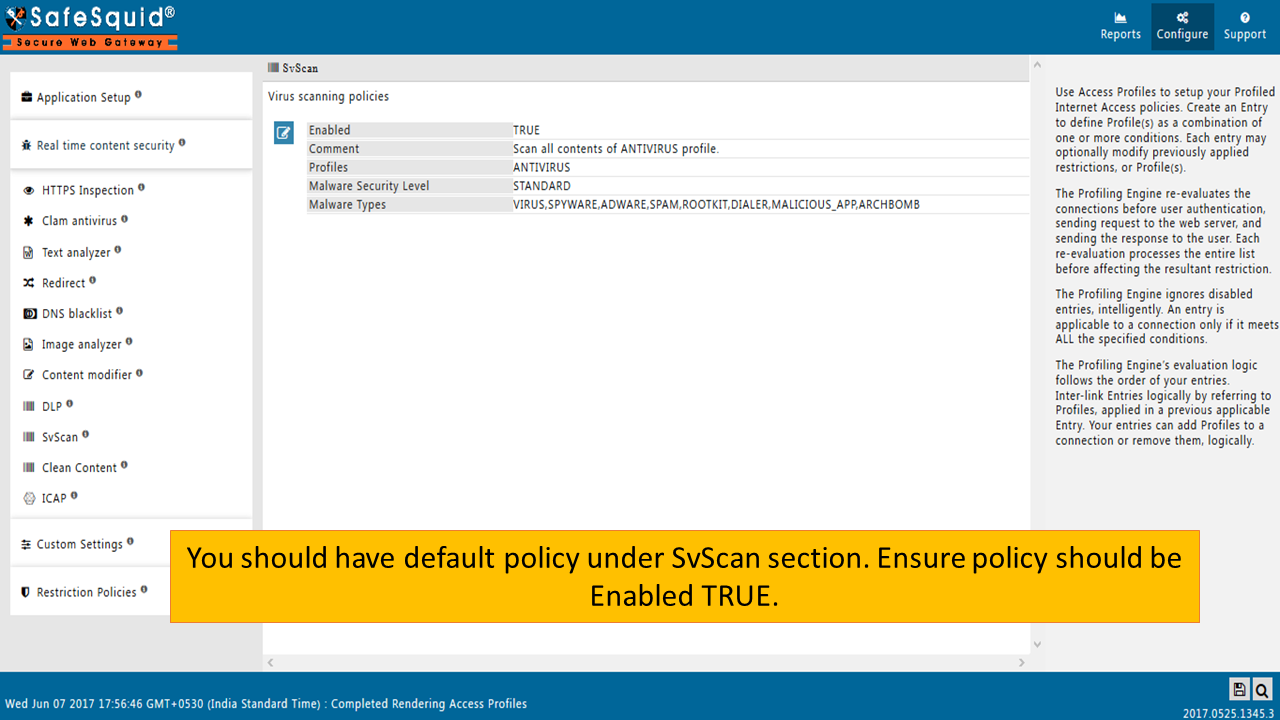 SafeSquid®
Secure Web Gateway
Reports
Configure
Support
Application Setup
Real time content security
HTTPS Inspection
Clam antivirus
Text analyzer
Redirect
DNS blacklist
Image analyzer
Content modifier
DLP
SvScan
Clean Content
ICAP
Custom Settings
Restriction Policies
SvScan
Virus scanning policies
Enabled TRUE
Comment Scan all contents of ANTIVIRUS profile.
Profiles ANTIVIRUS
Malware Security Level STANDARD
Malware Types VIRUS,SPYWARE,ADWARE,SPAM,ROOTKIT,DIALER,MALICIOUS_APP,ARCHBOMB
You should have default policy under SvScan section. Ensure policy should be
Enabled TRUE.
Use Access Profiles to setup your Profiled
Internet Access policies. Create an Entry
to define Profile(s) as a combination of
one or more conditions. Each entry may
optionally modify previously applied
restrictions, or Profile(s).
The Profiling Engine re-evaluates the
connections before user authentication,
sending request to the web server, and
sending the response to the user. Each
re-evaluation processes the entire list
before affecting the resultant restriction.
The Profiling Engine ignores disabled
entries, intelligently. An entry is
applicable to a connection only if it meets
ALL the specified conditions.
The Profiling Engine's evaluation logic
follows the order of your entries.
Inter-link Entries logically by referring to
Profiles, applied in a previous applicable
Entry. Your entries can add Profiles to a
connection or remove them, logically.
Wed Jun 07 2017 17:56:46 GMT+0530 (India Standard Time) : Completed Rendering Access Profiles
2017.0525.1345.3